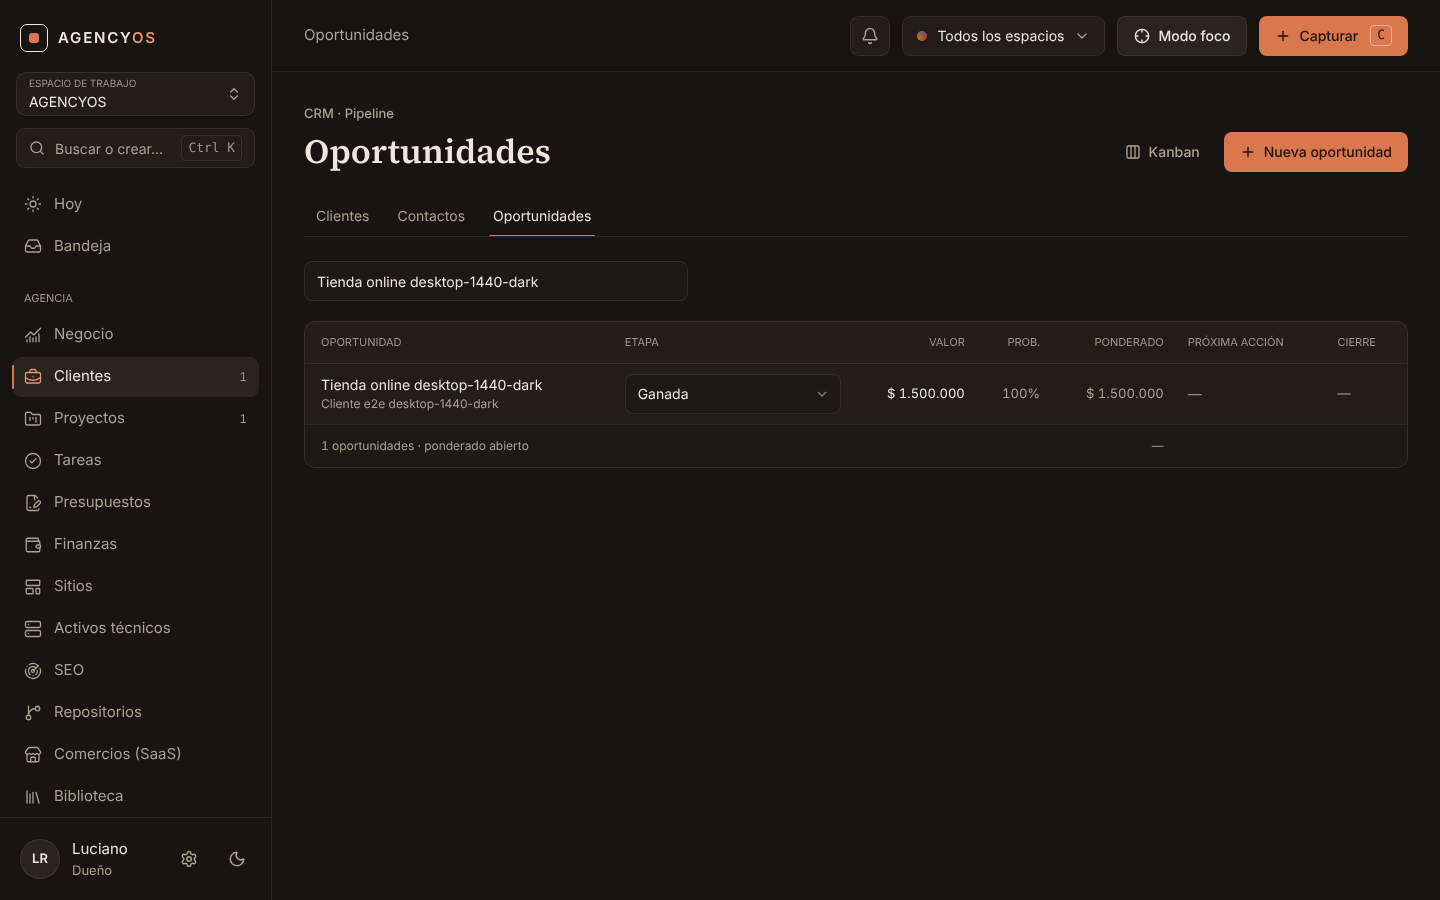 AGENCYOS
ESPACIO DE TRABAJO
AGENCYOS
Buscar o crear... Ctrl K
Hoy
Bandeja
AGENCIA
Negocio
Clientes 1
Proyectos 1
Tareas
Presupuestos
Finanzas
Sitios
Activos técnicos
SEO
Repositorios
Comercios (SaaS)
Biblioteca
LR Luciano
Dueño
Oportunidades
Todos los espacios
Modo foco
Capturar C
CRM · Pipeline
Oportunidades
Kanban
Nueva oportunidad
Clientes Contactos Oportunidades
Tienda online desktop-1440-dark
OPORTUNIDAD ETAPA VALOR PROB. PONDERADO PRÓXIMA ACCIÓN CIERRE
Tienda online desktop-1440-dark Ganada $ 1.500.000 100% $ 1.500.000 — —
Cliente e2e desktop-1440-dark
1 oportunidades · ponderado abierto —